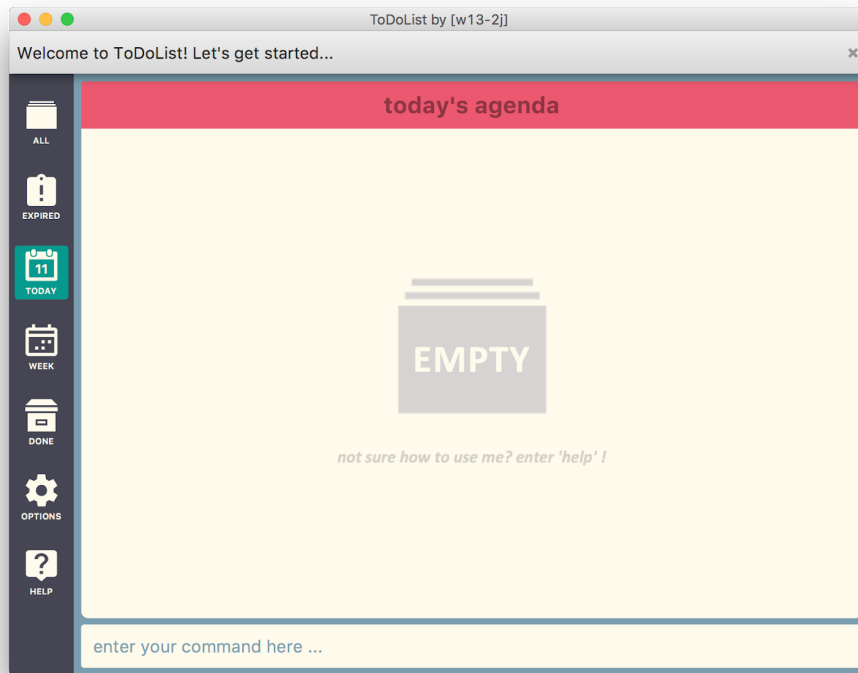 ToDoList by [w13-2j]
Welcome to ToDoList! Let's get started...
×
ALL
EXPIRED
11
TODAY
WEEK
DONE
OPTIONS
HELP
today's agenda
EMPTY
not sure how to use me? enter 'help' !
enter your command here ...